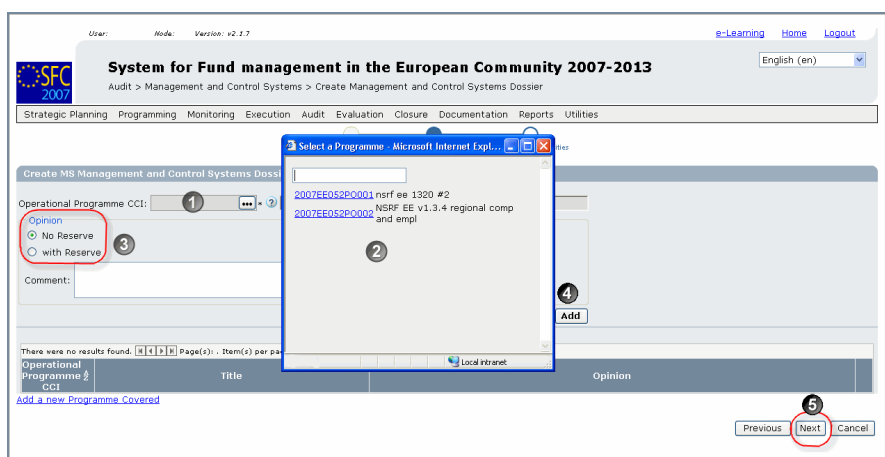 User: Node: Version: v2.1.7 e-Learning Home Logout
System for Fund management in the European Community 2007-2013 English (en)
SFC
2007
Audit > Management and Control Systems > Create Management and Control Systems Dossier
Strategic Planning Programming Monitoring Execution Audit Evaluation Closure Documentation Reports Utilities
Select a Programme - Microsoft Internet Expl...
ities
Create MS Management and Control Systems Dossi
2007EE052PO001 nsrf ee 1320 #2
Operational Programme CCI: 1 ... * ?
2007EE052PO002 NSRF EE v1.3.4 regional comp
and empl
Opinion
No Reserve
with Reserve
3
2
Comment:
4
Add
Local intranet
There were no results found. Page(s): . Item(s) per pa
Operational
Programme
CCI
Title Opinion
Add a new Programme Covered
5
Previous Next Cancel